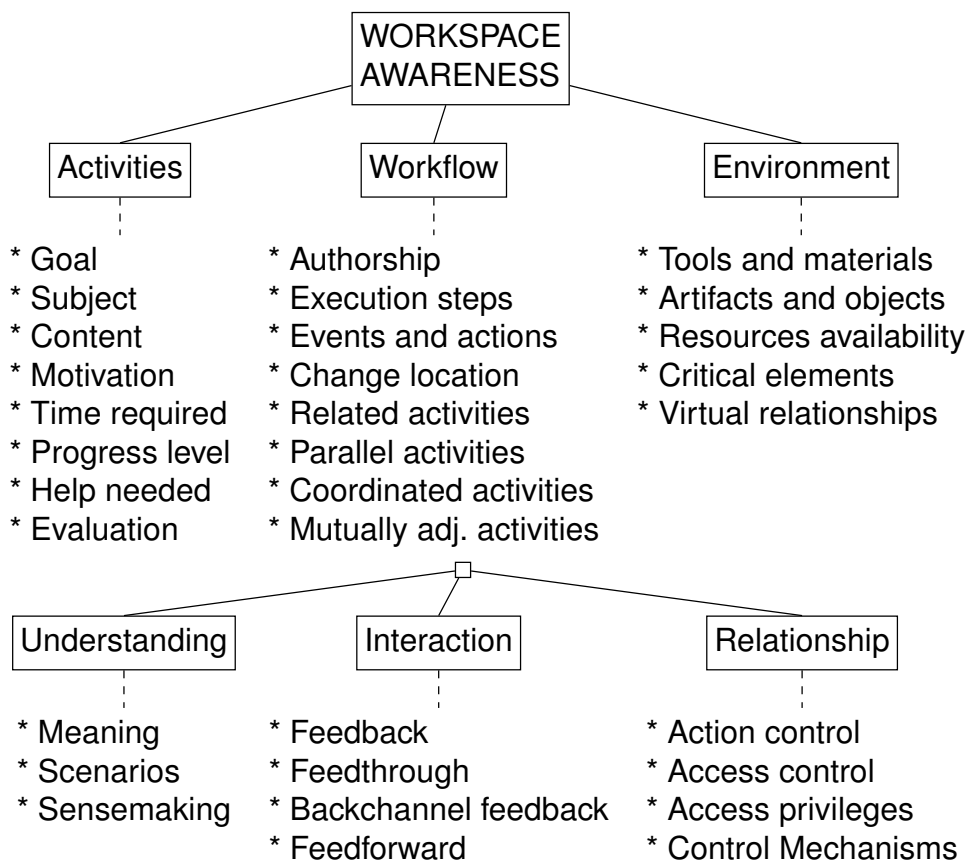 WORKSPACE
AWARENESS
Activities
Workflow
Environment
* Goal
* Subject
* Content
* Motivation
* Time required
* Progress level
* Help needed
* Evaluation
* Authorship
* Execution steps
* Events and actions
* Change location
* Related activities
* Parallel activities
* Coordinated activities
* Mutually adj. activities
* Tools and materials
* Artifacts and objects
* Resources availability
* Critical elements
* Virtual relationships
Understanding
Interaction
Relationship
* Meaning
* Scenarios
* Sensemaking
* Feedback
* Feedthrough
* Backchannel feedback
* Feedforward
* Action control
* Access control
* Access privileges
* Control Mechanisms